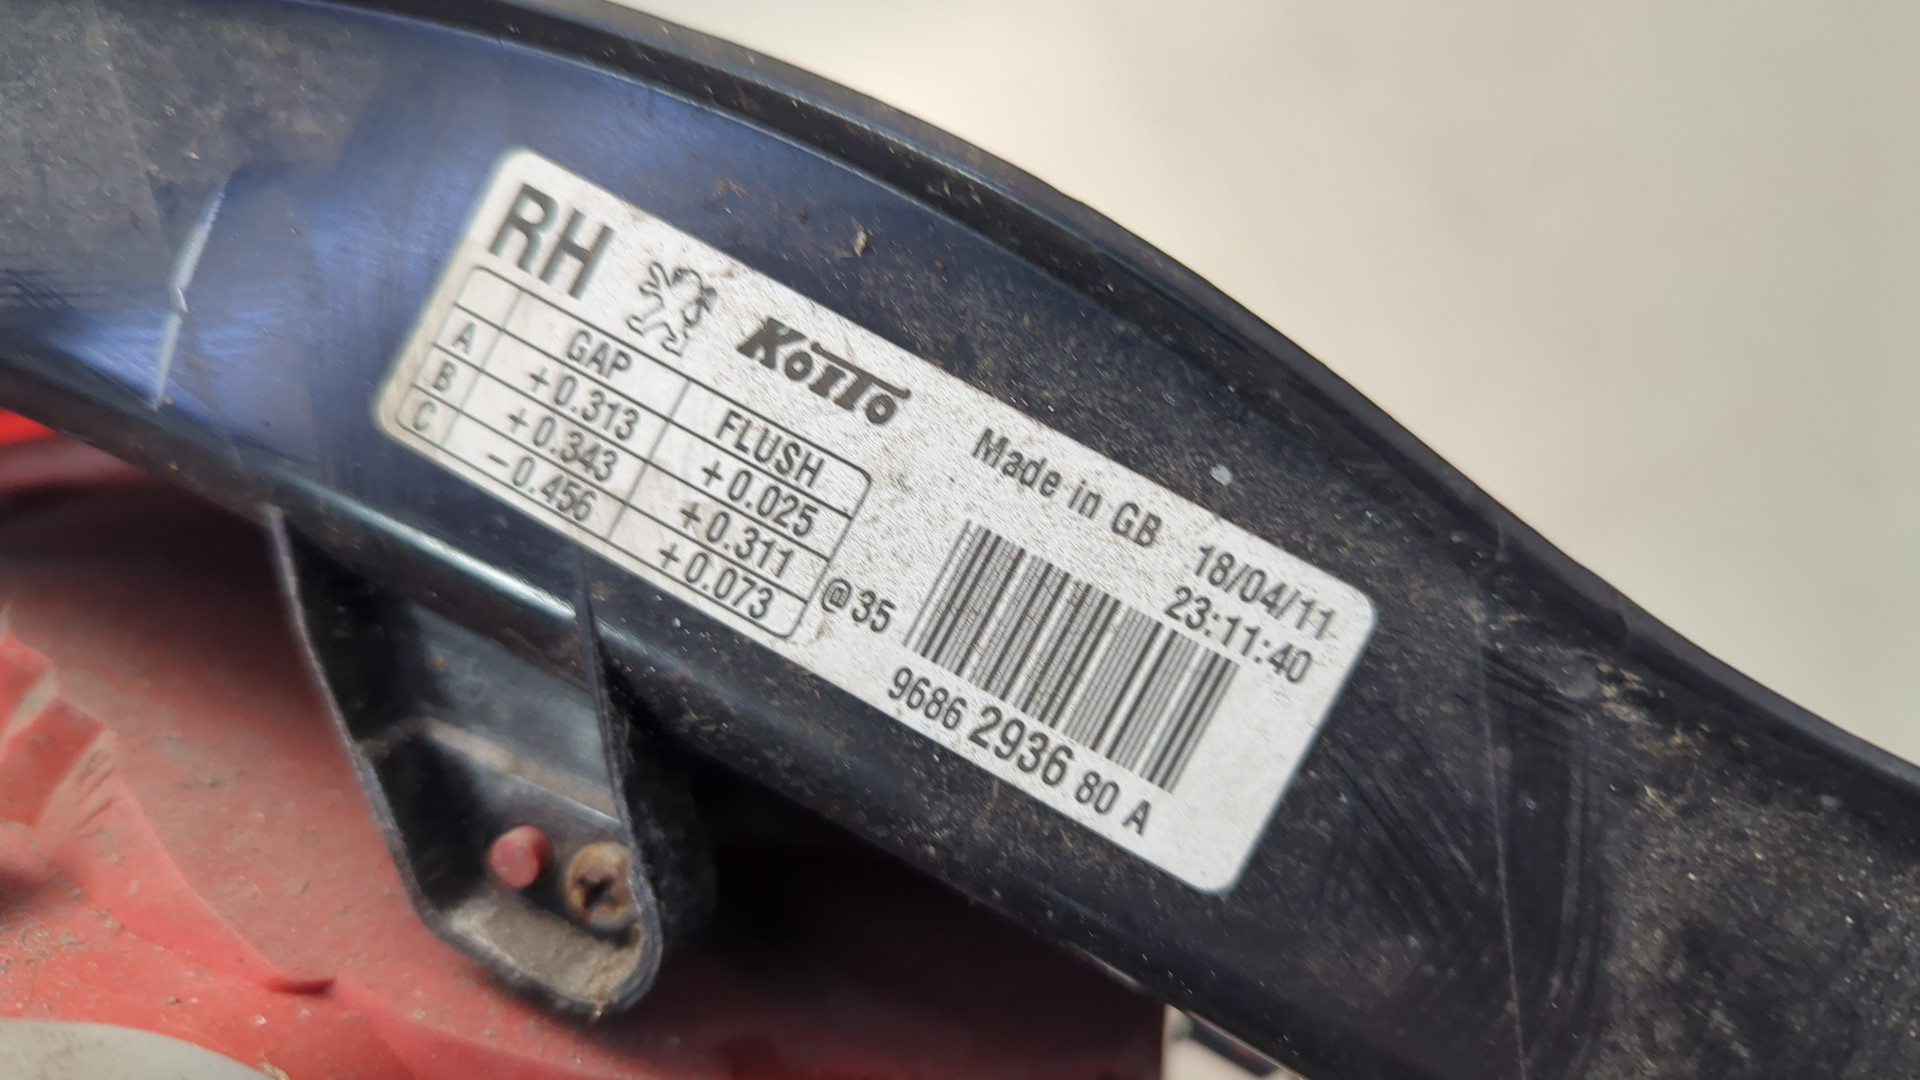 RH
KOITO
GAP FLUSH
A +0.313 +0.025
B +0.343 +0.311
C -0.456 +0.073
@35
Made in GB
18/04/11
23:11:40
9686 2936 80 A